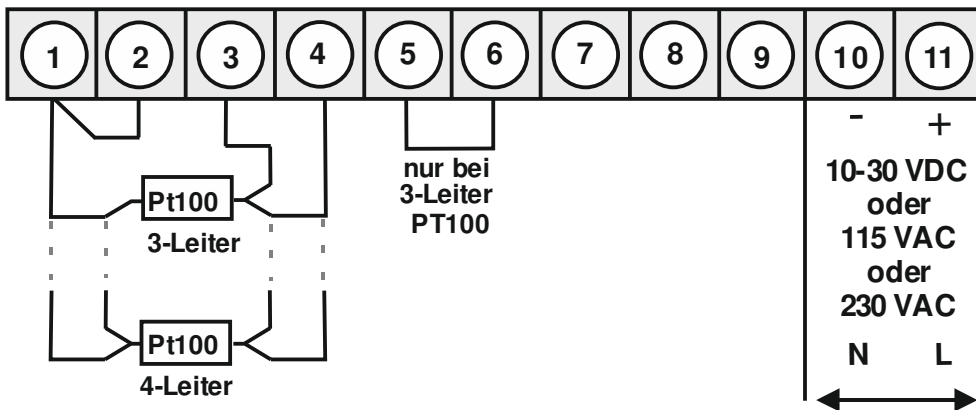 1 2 3 4 5 6 7 8 9 10 11
- +
nur bei
3-Leiter
PT100
10-30 VDC
oder
115 VAC
oder
230 VAC
N L
Pt100
3-Leiter
Pt100
4-Leiter